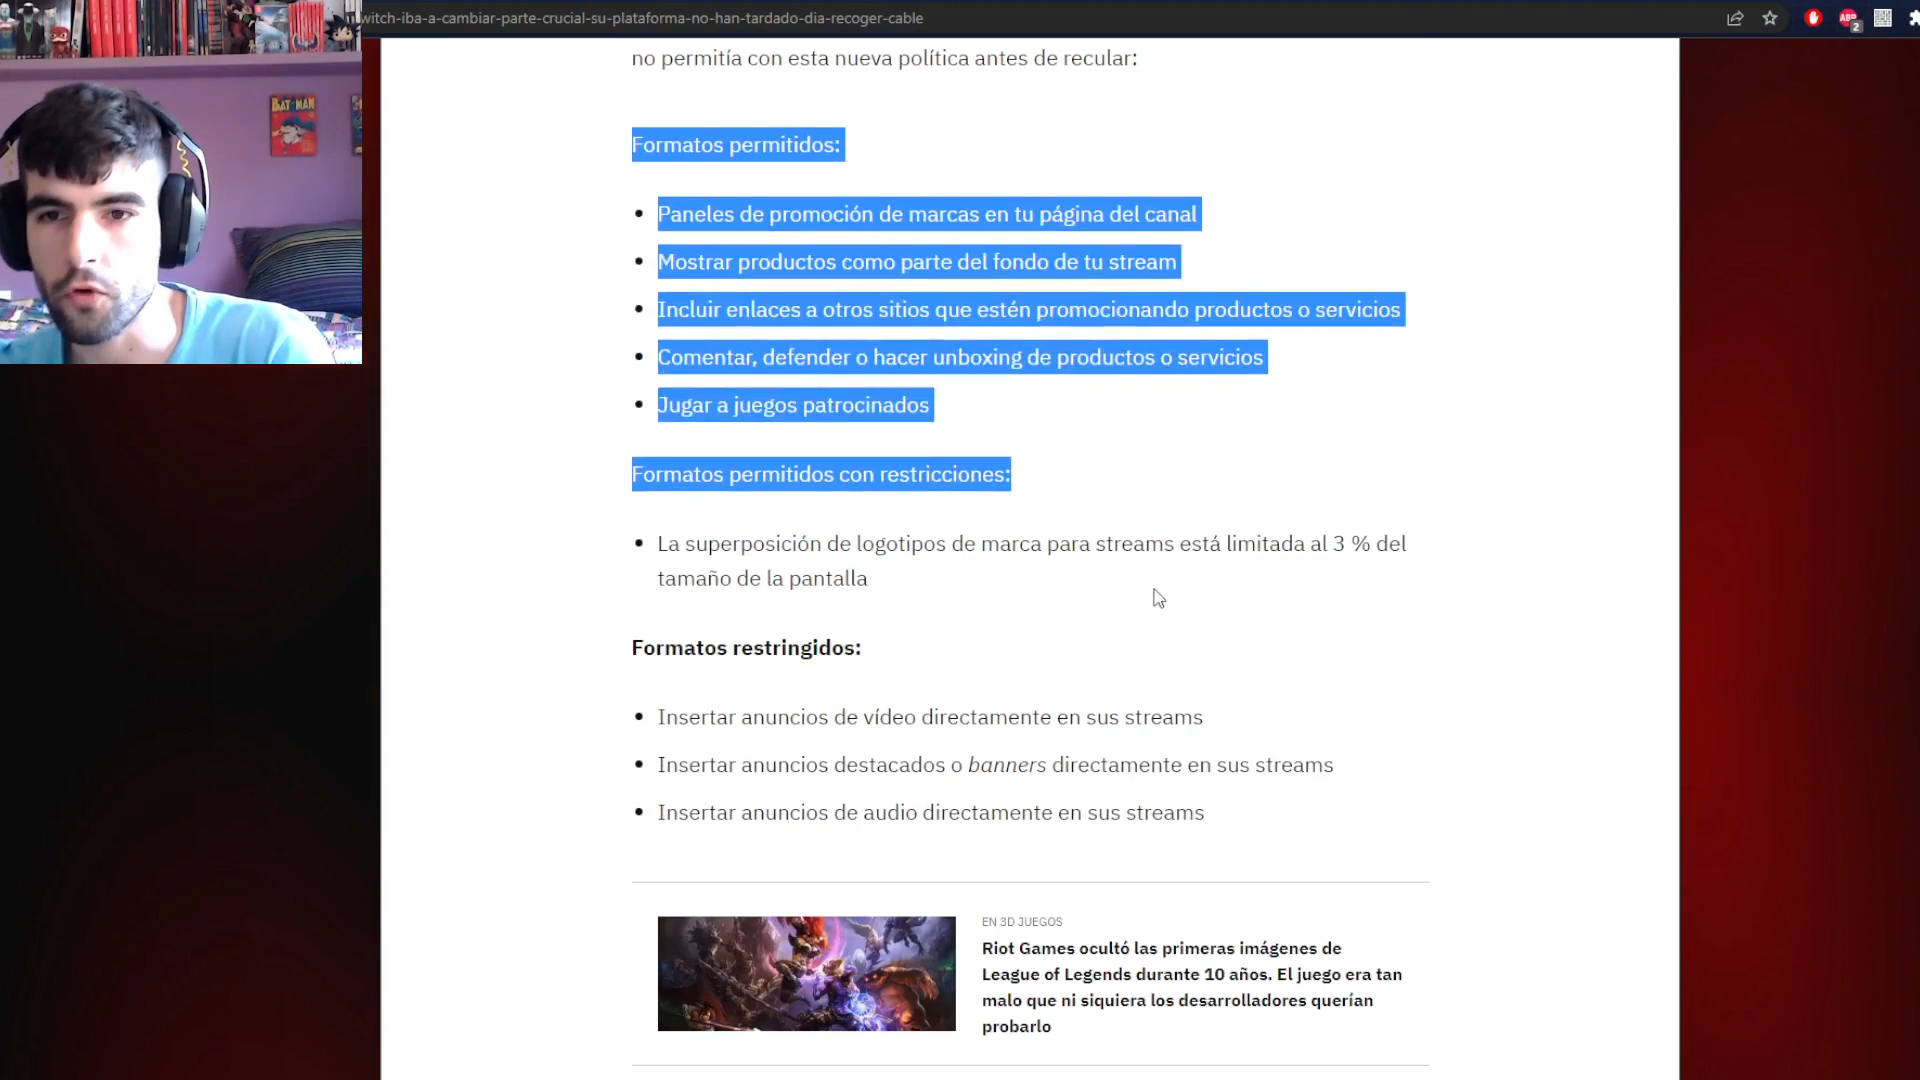 witch-iba-a-cambiar-parte-crucial-su-plataforma-no-han-tardado-dia-recoger-cable
2
BATMAN
no permitía con esta nueva política antes de recular:
Formatos permitidos:
• Paneles de promoción de marcas en tu página del canal
• Mostrar productos como parte del fondo de tu stream
• Incluir enlaces a otros sitios que estén promocionando productos o servicios
• Comentar, defender o hacer unboxing de productos o servicios
• Jugar a juegos patrocinados
Formatos permitidos con restricciones:
• La superposición de logotipos de marca para streams está limitada al 3 % del
tamaño de la pantalla
Formatos restringidos:
• Insertar anuncios de vídeo directamente en sus streams
• Insertar anuncios destacados o banners directamente en sus streams
• Insertar anuncios de audio directamente en sus streams
EN 3D JUEGOS
Riot Games ocultó las primeras imágenes de
League of Legends durante 10 años. El juego era tan
malo que ni siquiera los desarrolladores querían
probarlo